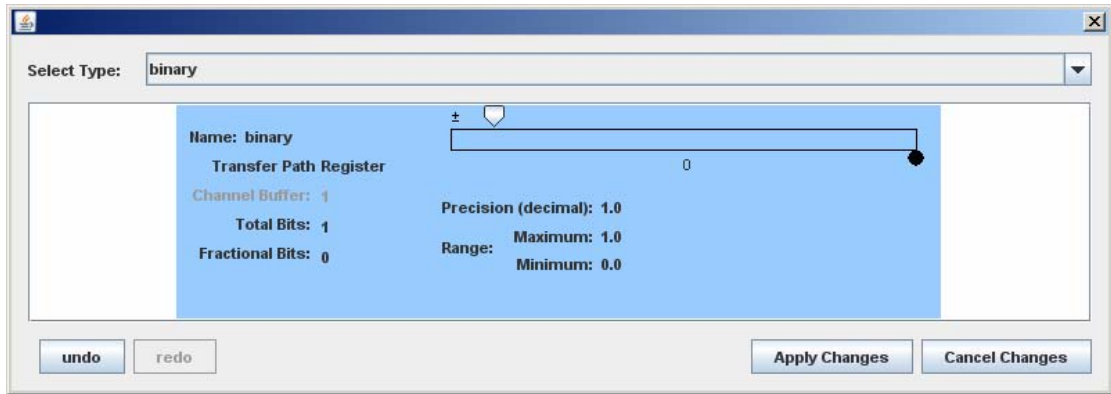 Select Type: binary
±
Name: binary
0
Transfer Path Register
Channel Buffer: 1
Precision (decimal): 1.0
Total Bits: 1
Maximum: 1.0
Range:
Fractional Bits: 0
Minimum: 0.0
undo redo Apply Changes Cancel Changes